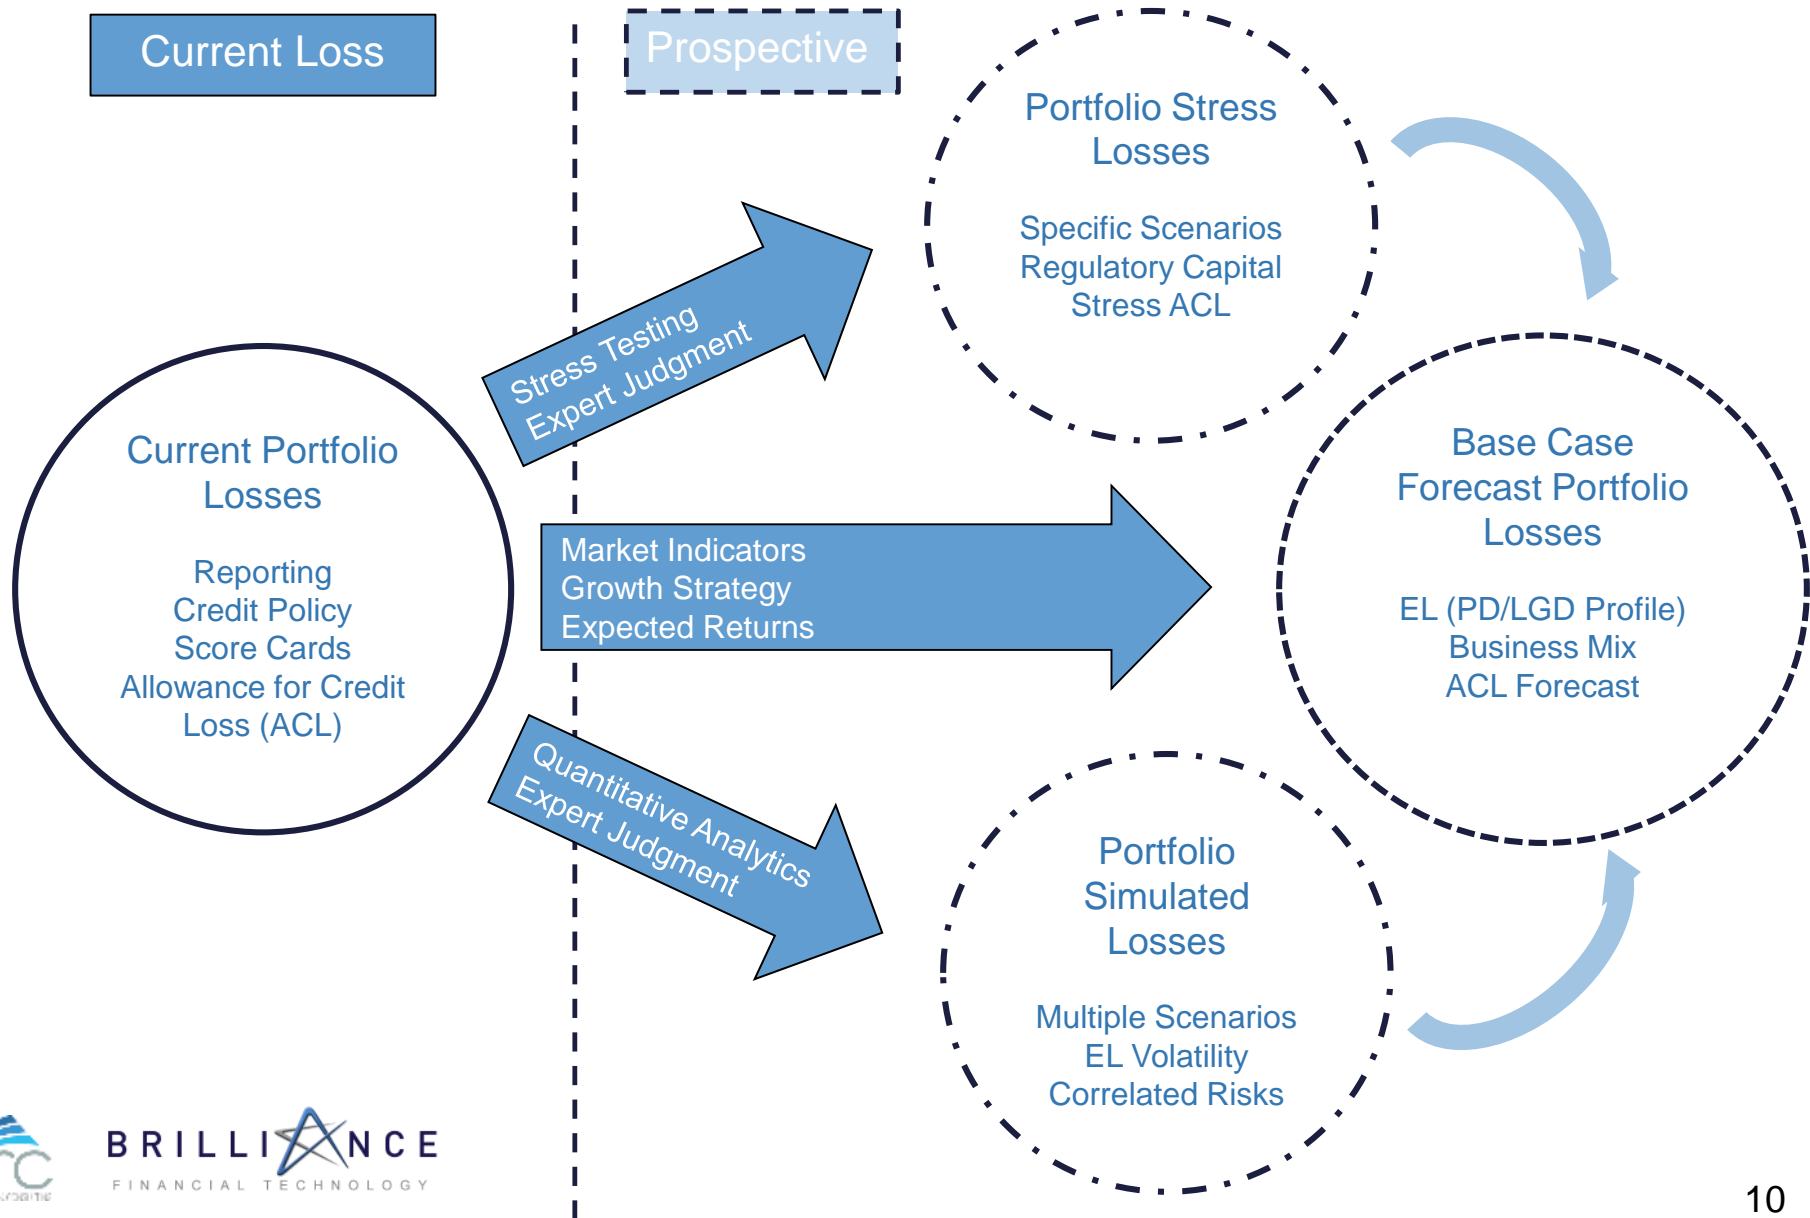 Current Loss
Prospective
Portfolio Stress
Losses
Specific Scenarios
Regulatory Capital
Stress ACL
Stress Testing
Expert Judgment
Current Portfolio
Losses
Reporting
Credit Policy
Score Cards
Allowance for Credit
Loss (ACL)
Market Indicators
Growth Strategy
Expected Returns
Base Case
Forecast Portfolio
Losses
EL (PD/LGD Profile)
Business Mix
ACL Forecast
Quantitative Analytics
Expert Judgment
Portfolio
Simulated
Losses
Multiple Scenarios
EL Volatility
Correlated Risks
BRILLIANCE
FINANCIAL TECHNOLOGY
10